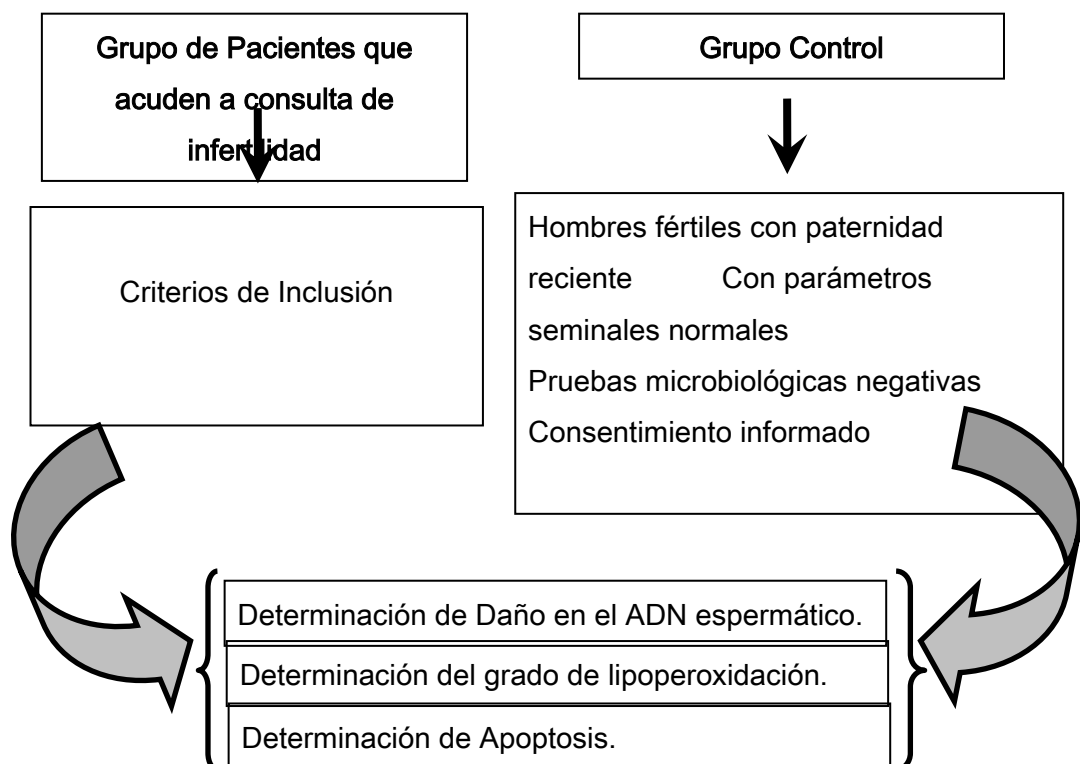 Grupo de Pacientes que
acuden a consulta de
infertilidad
Grupo Control
Criterios de Inclusión
Hombres fértiles con paternidad
reciente Con parámetros
seminales normales
Pruebas microbiológicas negativas
Consentimiento informado
Determinación de Daño en el ADN espermático.
Determinación del grado de lipoperoxidación.
Determinación de Apoptosis.